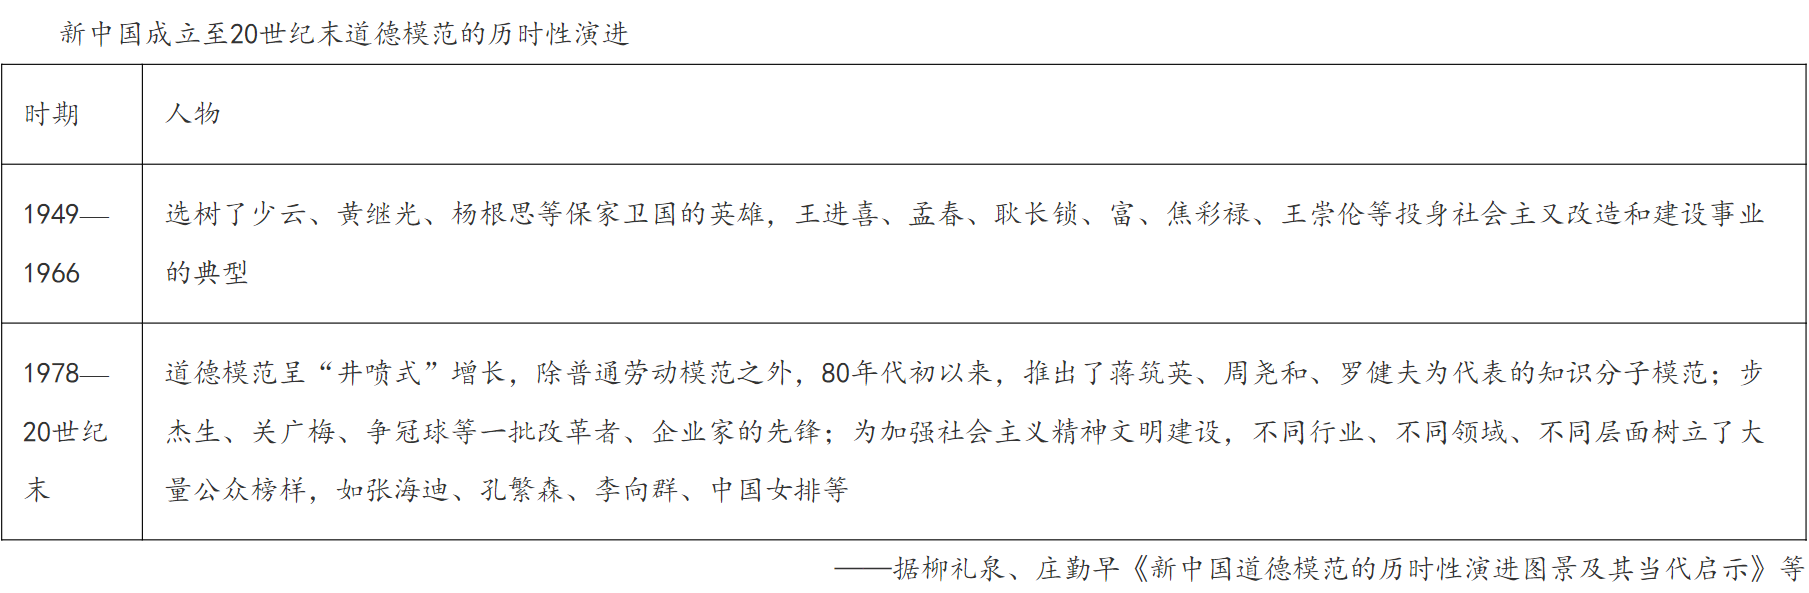 新中国成立至20世纪末道德模范的历时性演进
时期
人物
1949—
1966
选树了少云、黄继光、杨根思等保家卫国的英雄，王进喜、孟春、耿长锁、富、焦彩禄、王崇伦等投身社会主又改造和建设事业
的典型
1978—
20世纪
末
道德模范呈“井喷式”增长，除普通劳动模范之外，80年代初以来，推出了蒋筑英、周尧和、罗健夫为代表的知识分子模范；步
杰生、关广梅、争冠球等一批改革者、企业家的先锋；为加强社会主义精神文明建设，不同行业、不同领域、不同层面树立了大
量公众榜样，如张海迪、孔繁森、李向群、中国女排等
——据柳礼泉、庄勤早《新中国道德模范的历时性演进图景及其当代启示》等